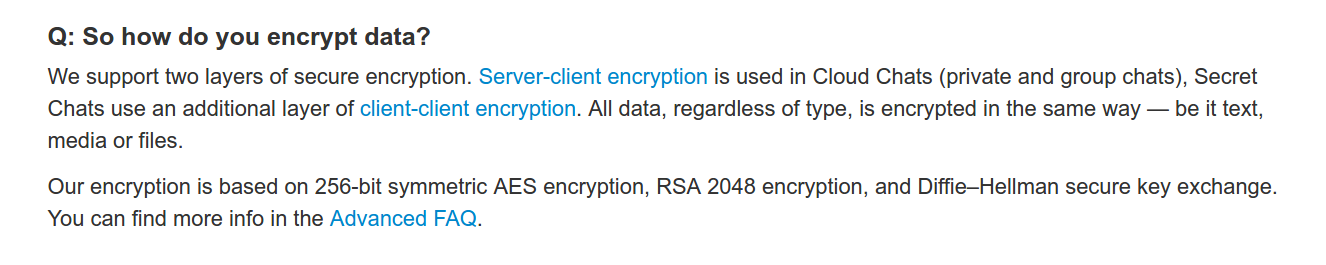 Q: So how do you encrypt data?
We support two layers of secure encryption. Server-client encryption is used in Cloud Chats (private and group chats), Secret
Chats use an additional layer of client-client encryption. All data, regardless of type, is encrypted in the same way — be it text,
media or files.
Our encryption is based on 256-bit symmetric AES encryption, RSA 2048 encryption, and Diffie–Hellman secure key exchange.
You can find more info in the Advanced FAQ.